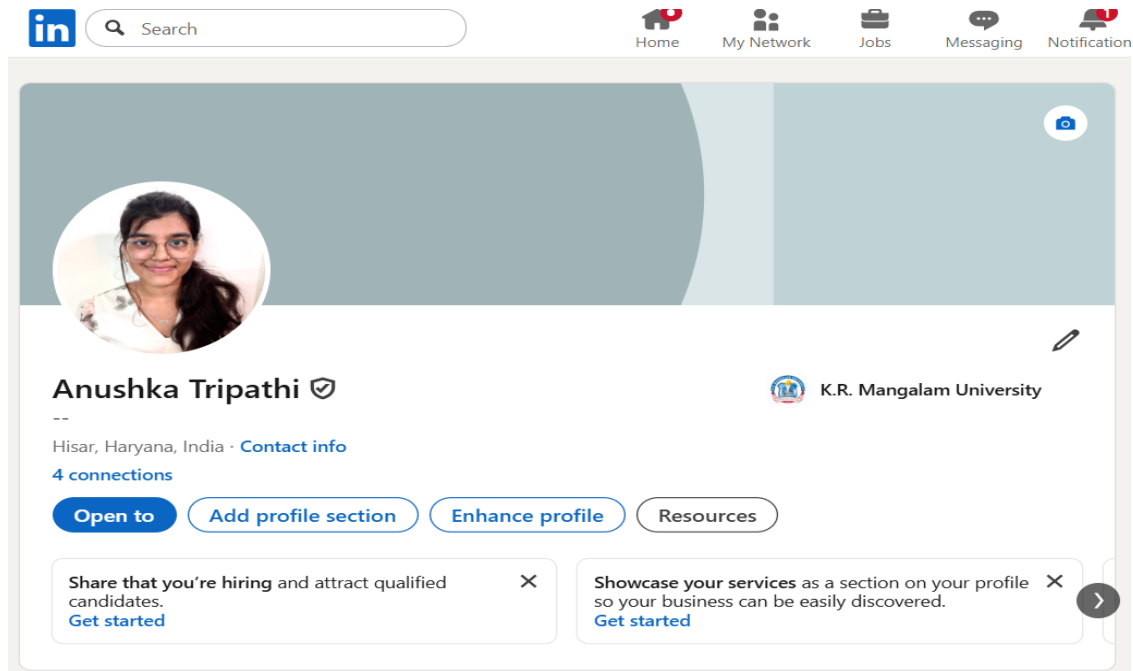 in Search
Home My Network Jobs Messaging Notification
1
Anushka Tripathi
K.R. Mangalam University
--
Hisar, Haryana, India · Contact info
4 connections
Open to Add profile section Enhance profile Resources
Share that you're hiring and attract qualified
candidates.
Get started
Showcase your services as a section on your profile
so your business can be easily discovered.
Get started